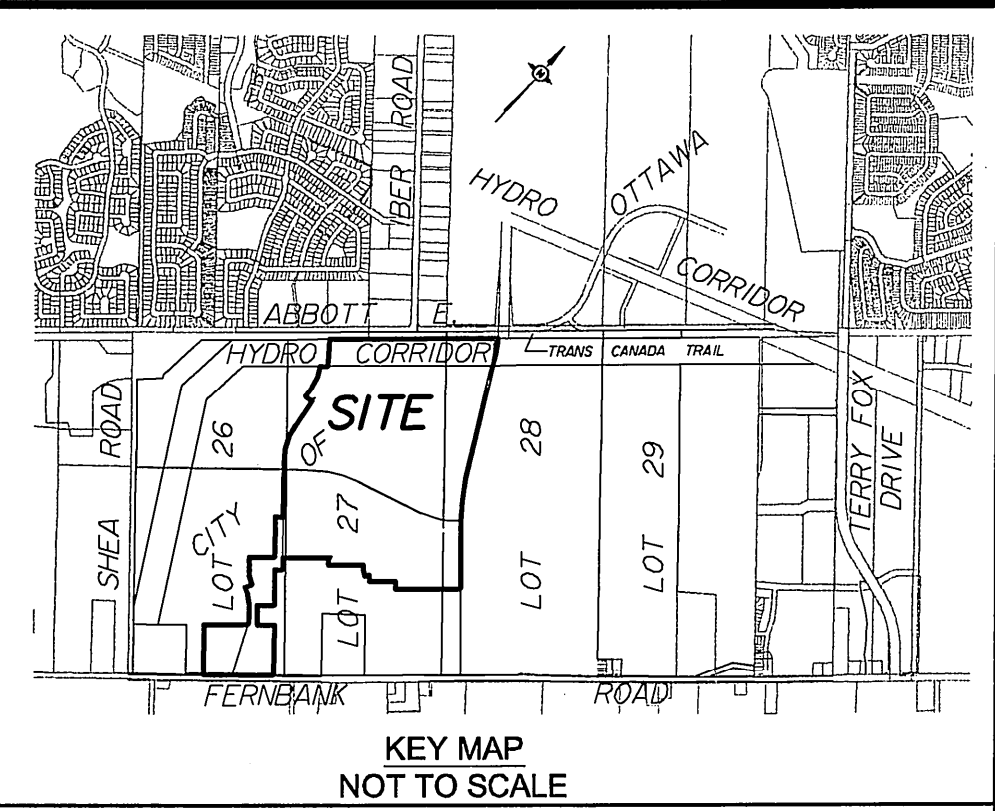 IBER ROAD
N
HYDRO
OTTAWA
CORRIDOR
ABBOTT E.
HYDRO CORRIDOR
TRANS CANADA TRAIL
SITE
SHEA ROAD
LOT 26
CITY OF
LOT 27
LOT 28
LOT 29
TERRY FOX
DRIVE
FERNBANK ROAD
KEY MAP
NOT TO SCALE